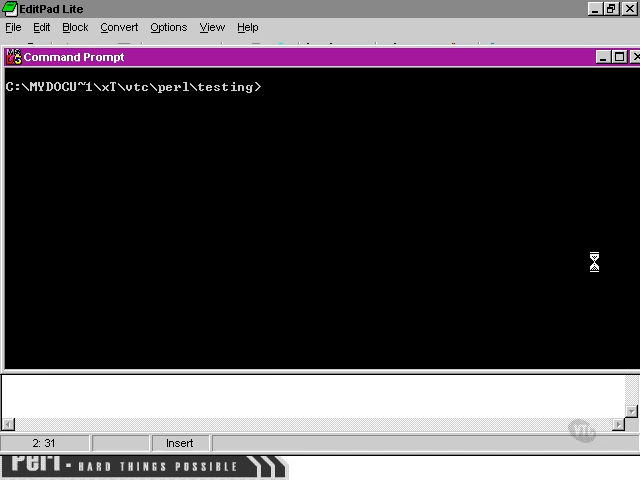 EditPad Lite
File Edit Block Convert Options View Help
Command Prompt
C:\MYDOCU~1\xT\vtc\perl\testing>
2: 31 Insert
VTC
Perl - HARD THINGS POSSIBLE